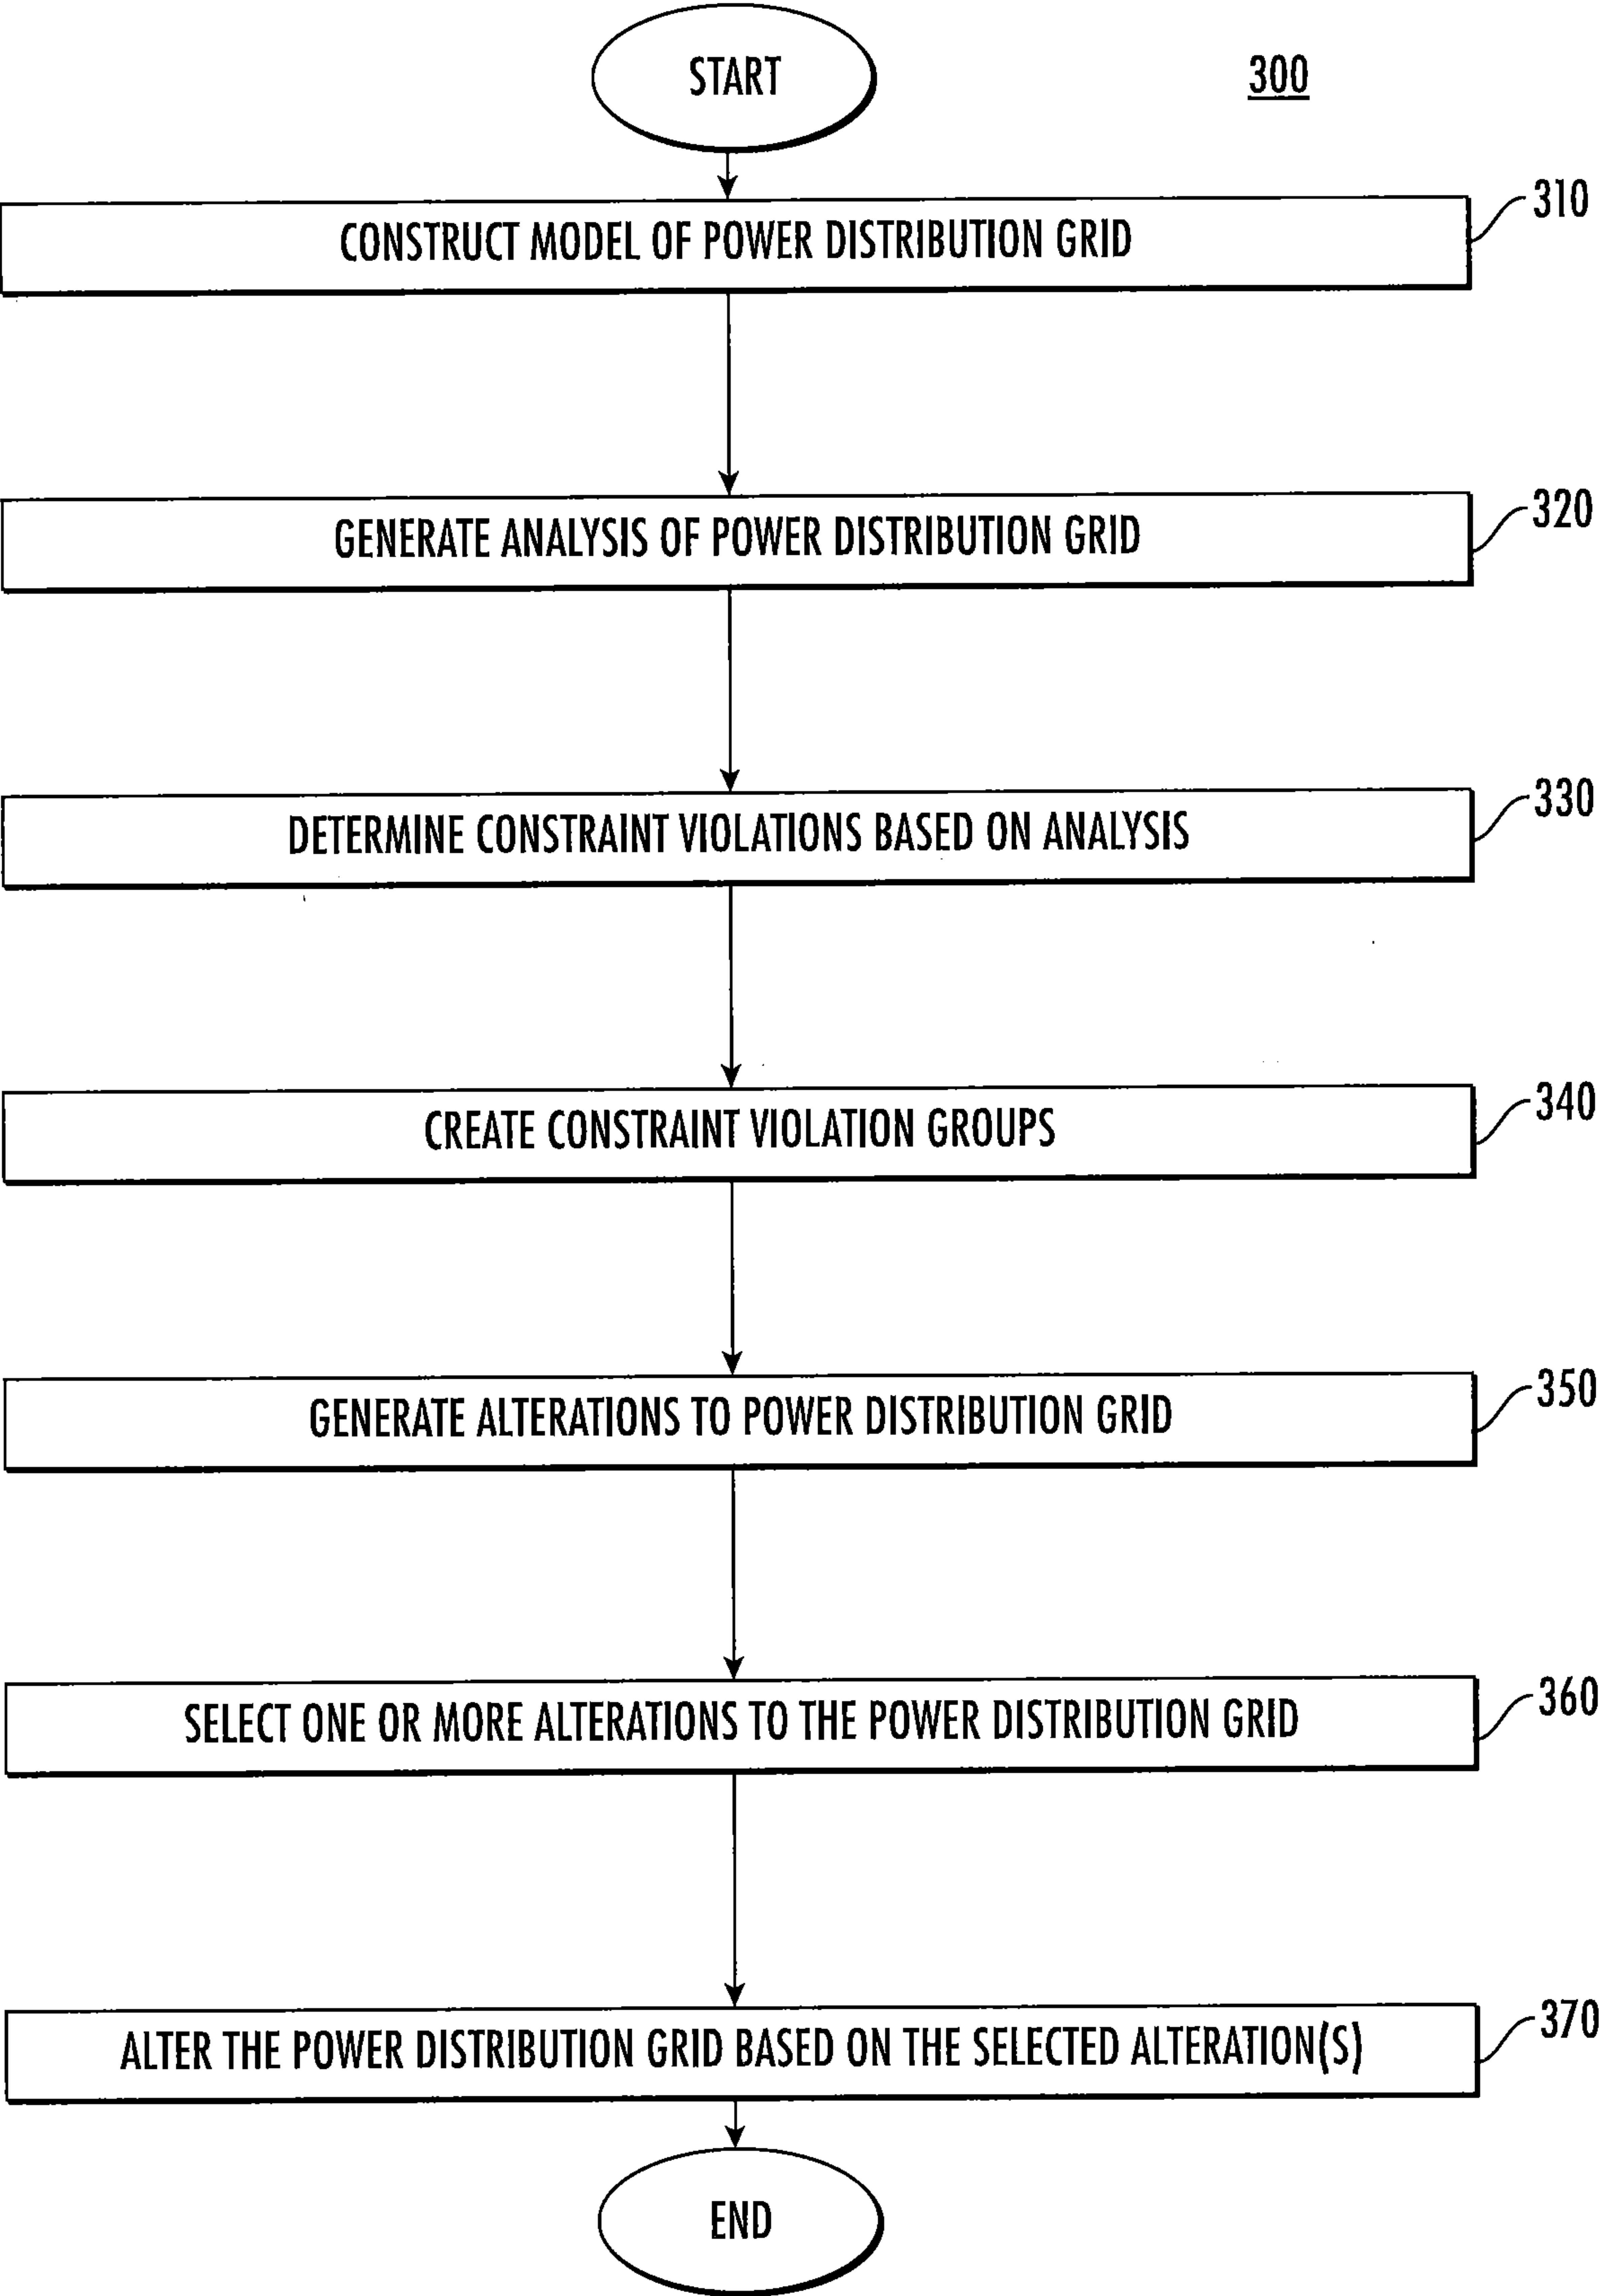 START
300
CONSTRUCT MODEL OF POWER DISTRIBUTION GRID
310
GENERATE ANALYSIS OF POWER DISTRIBUTION GRID
320
DETERMINE CONSTRAINT VIOLATIONS BASED ON ANALYSIS
330
CREATE CONSTRAINT VIOLATION GROUPS
340
GENERATE ALTERATIONS TO POWER DISTRIBUTION GRID
350
SELECT ONE OR MORE ALTERATIONS TO THE POWER DISTRIBUTION GRID
360
ALTER THE POWER DISTRIBUTION GRID BASED ON THE SELECTED ALTERATION(S)
370
END